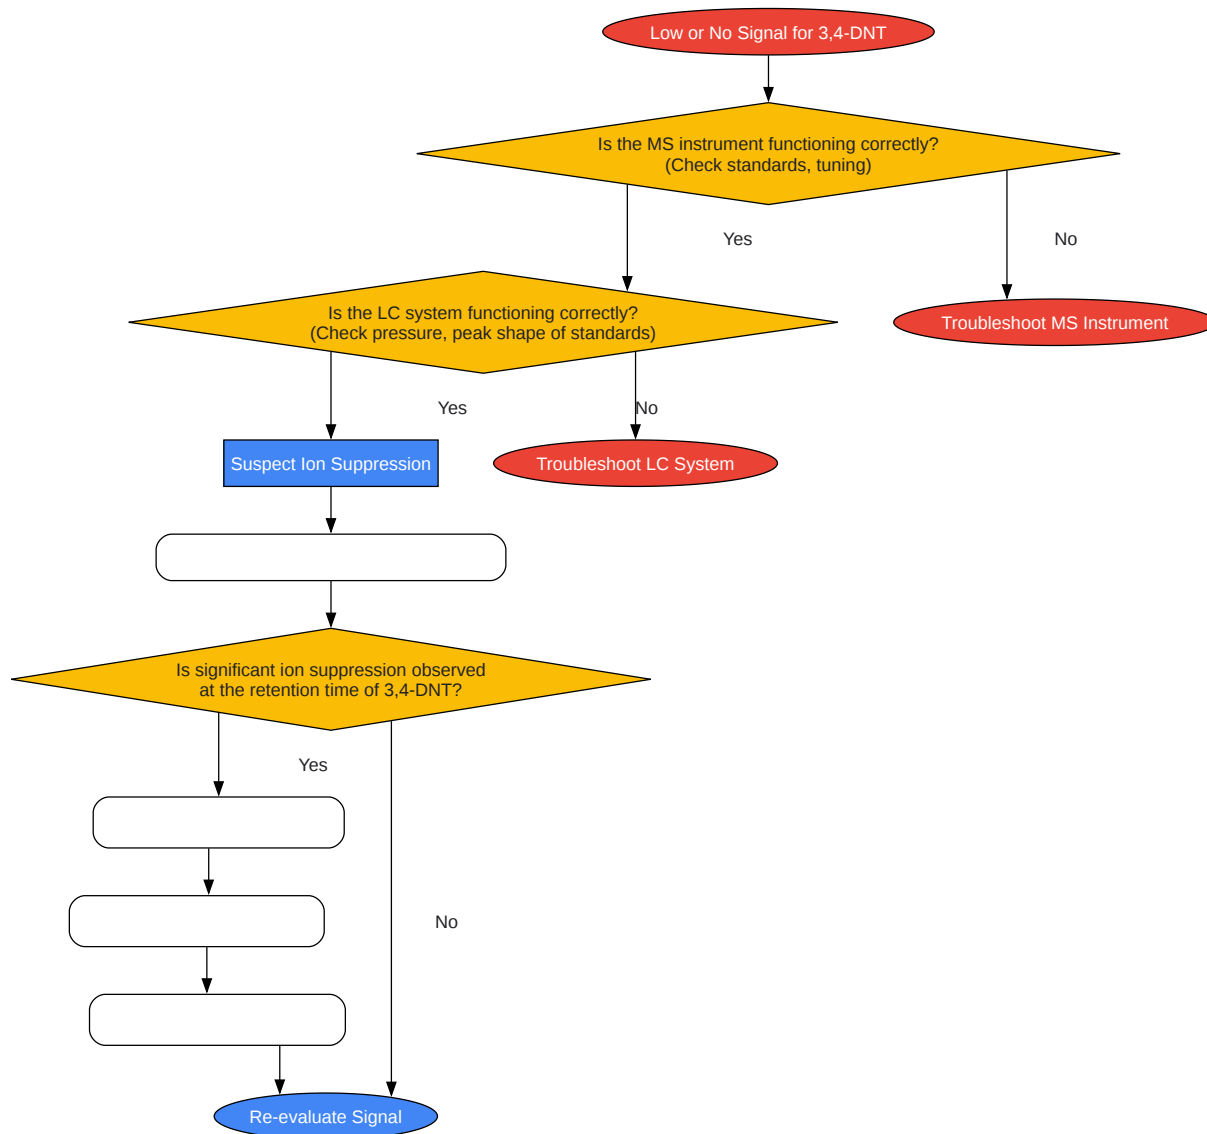 Low or No Signal for 3,4-DNT
Is the MS instrument functioning correctly?
(Check standards, tuning)
Yes
No
Is the LC system functioning correctly?
(Check pressure, peak shape of standards)
Troubleshoot MS Instrument
Yes
No
Suspect Ion Suppression
Troubleshoot LC System
Is significant ion suppression observed
at the retention time of 3,4-DNT?
Yes
No
Re-evaluate Signal